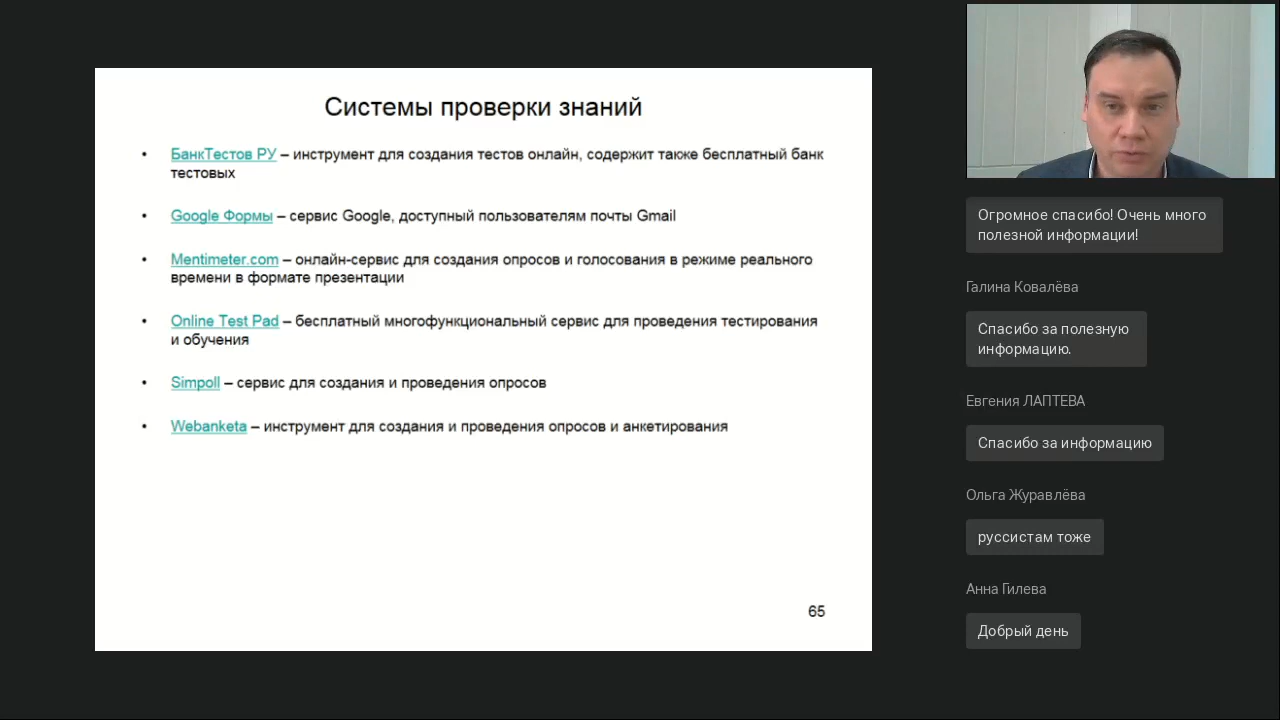 Системы проверки знаний
• БанкТестов РУ – инструмент для создания тестов онлайн, содержит также бесплатный банк
тестовых
• Google Формы – сервис Google, доступный пользователям почты Gmail
• Mentimeter.com – онлайн-сервис для создания опросов и голосования в режиме реального
времени в формате презентации
• Online Test Pad – бесплатный многофункциональный сервис для проведения тестирования
и обучения
• Simpoll – сервис для создания и проведения опросов
• Webanketa – инструмент для создания и проведения опросов и анкетирования
65
Огромное спасибо! Очень много
полезной информации!
Галина Ковалёва
Спасибо за полезную
информацию.
Евгения ЛАПТЕВА
Спасибо за информацию
Ольга Журавлёва
руссистам тоже
Анна Гилева
Добрый день